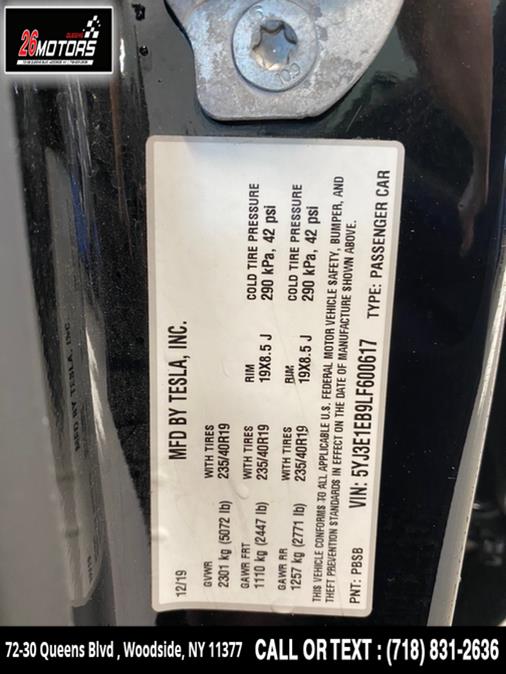 QUEENS
26MOTORS
60
MFD BY TESLA, INC.
12/19
MFD BY TESLA, INC.
GVWR
2301 kg (5072 lb)
WITH TIRES
235/40R19
GAWR FRT
1110 kg (2447 lb)
WITH TIRES
235/40R19
RIM
19X8.5 J
COLD TIRE PRESSURE
290 kPa, 42 psi
GAWR RR
1257 kg (2771 lb)
WITH TIRES
235/40R19
RIM
19X8.5 J
COLD TIRE PRESSURE
290 kPa, 42 psi
THIS VEHICLE CONFORMS TO ALL APPLICABLE U.S. FEDERAL MOTOR VEHICLE SAFETY, BUMPER, AND
THEFT PREVENTION STANDARDS IN EFFECT ON THE DATE OF MANUFACTURE SHOWN ABOVE.
PNT: PBSB VIN: 5YJ3E1EB9LF600617 TYPE: PASSENGER CAR
72-30 Queens Blvd , Woodside, NY 11377 CALL OR TEXT : (718) 831-2636